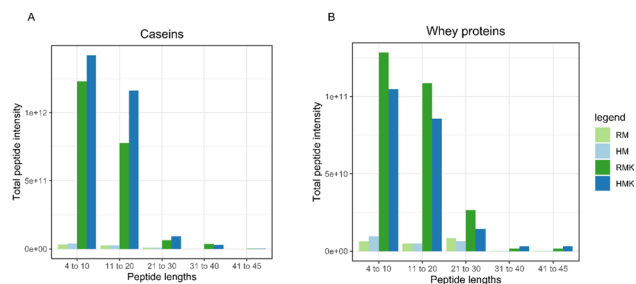 A
Caseins
Total peptide intensity
1e+12
5e+11
0e+00
4 to 10 11 to 20 21 to 30 31 to 40 41 to 45
Peptide lengths
B
Whey proteins
Total peptide intensity
1e+11
5e+10
0e+00
4 to 10 11 to 20 21 to 30 31 to 40 41 to 45
Peptide lengths
legend
RM
HM
RMK
HMK